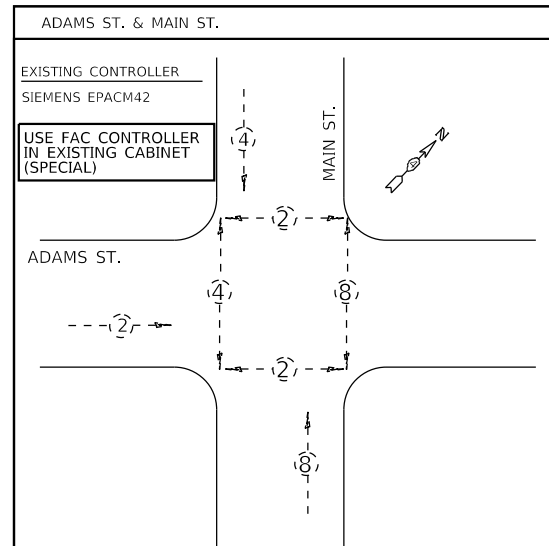 ADAMS ST. & MAIN ST.
EXISTING CONTROLLER
SIEMENS EPACM42
USE FAC CONTROLLER
IN EXISTING CABINET
(SPECIAL)
4
MAIN ST.
N
2
ADAMS ST.
4
8
2
2
8